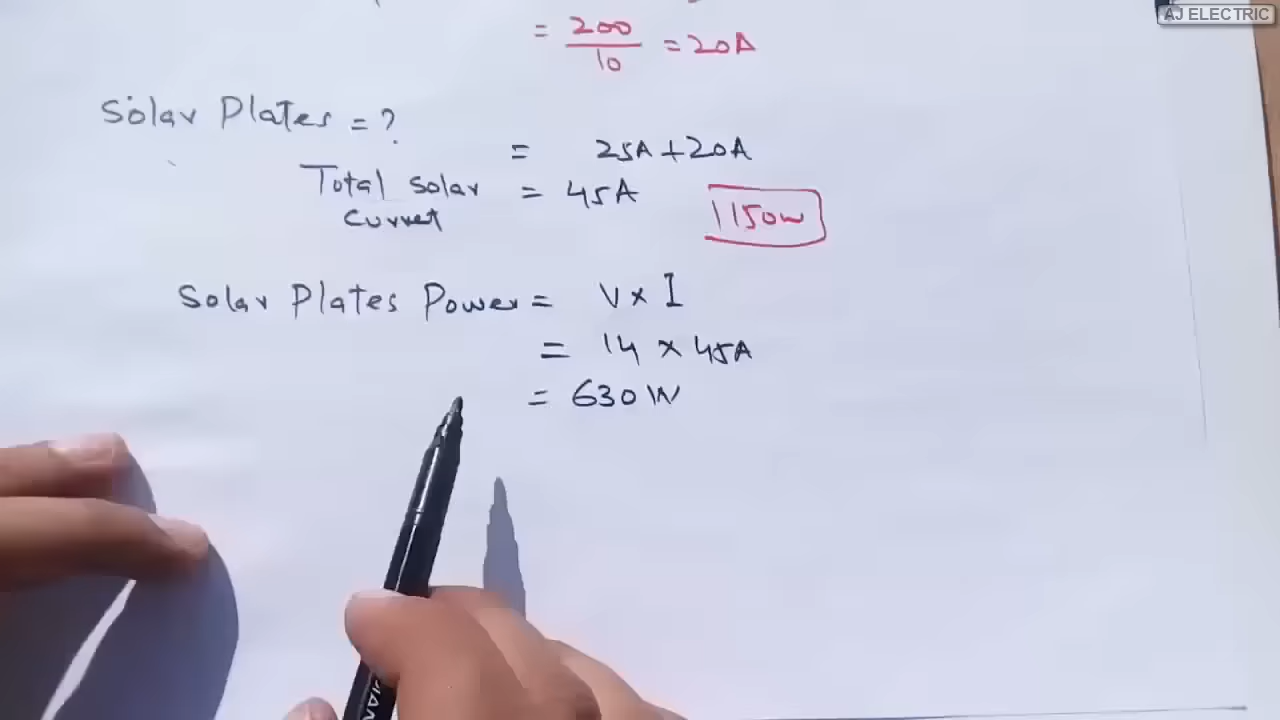 AJ ELECTRIC
= 200/10 = 20A
Solar Plates = ?
= 25A + 20A
Total solar current = 45A
1150w
Solar Plates Power = V × I
= 14 × 45A
= 630 W